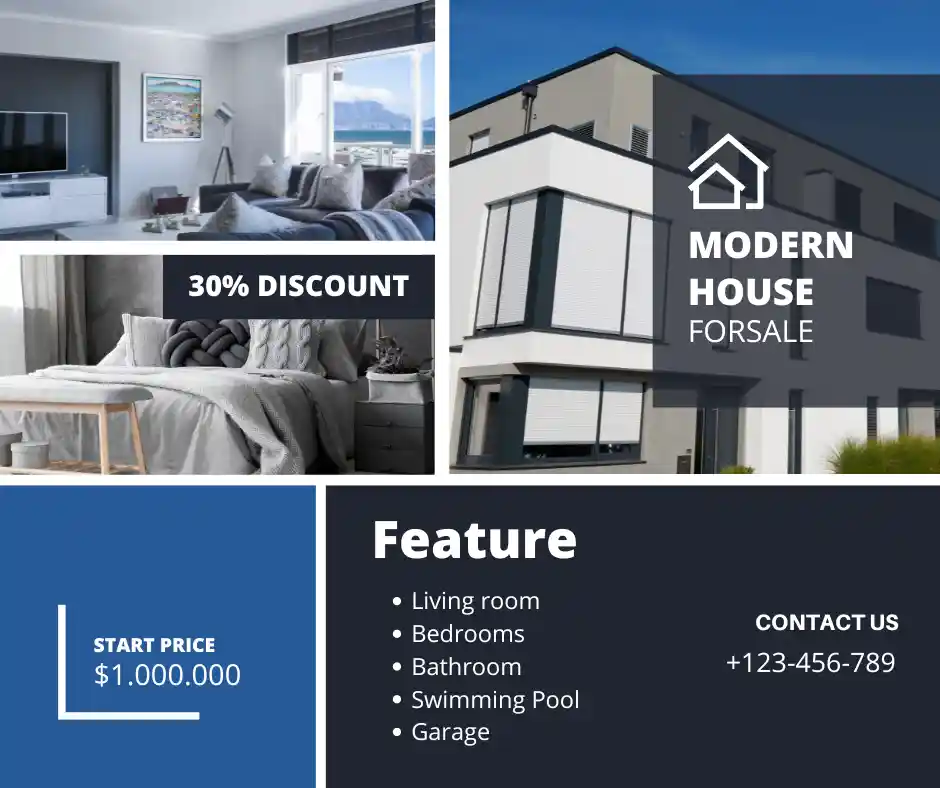 30% DISCOUNT
MODERN
HOUSE
FORSALE
START PRICE
$1.000.000
Feature
• Living room
• Bedrooms
• Bathroom
• Swimming Pool
• Garage
CONTACT US
+123-456-789